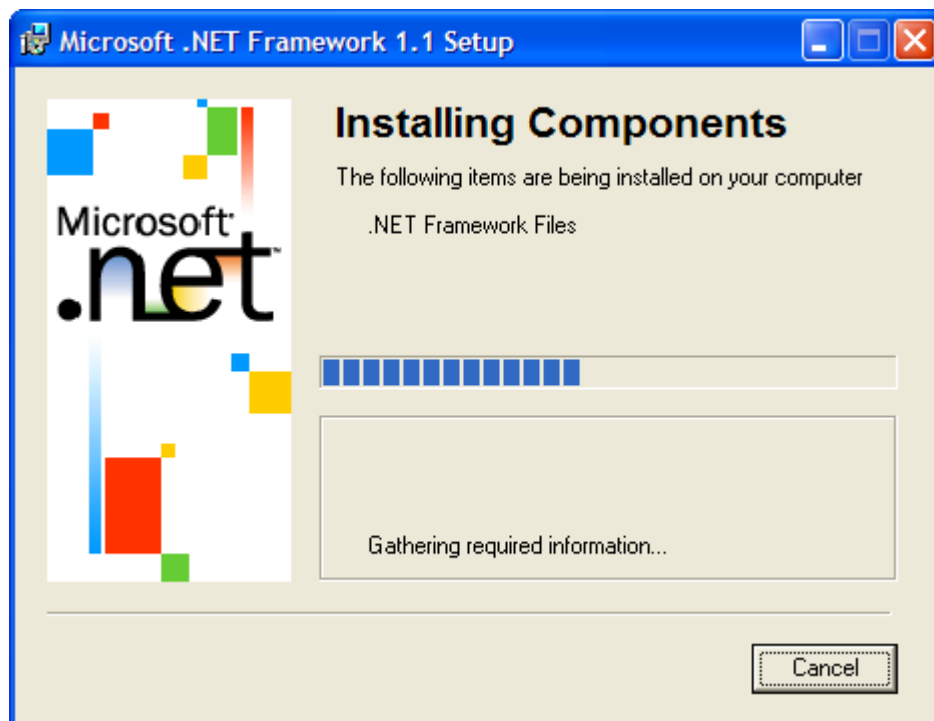 Microsoft .NET Framework 1.1 Setup
Installing Components
The following items are being installed on your computer
.NET Framework Files
Microsoft
.net
Gathering required information...
Cancel